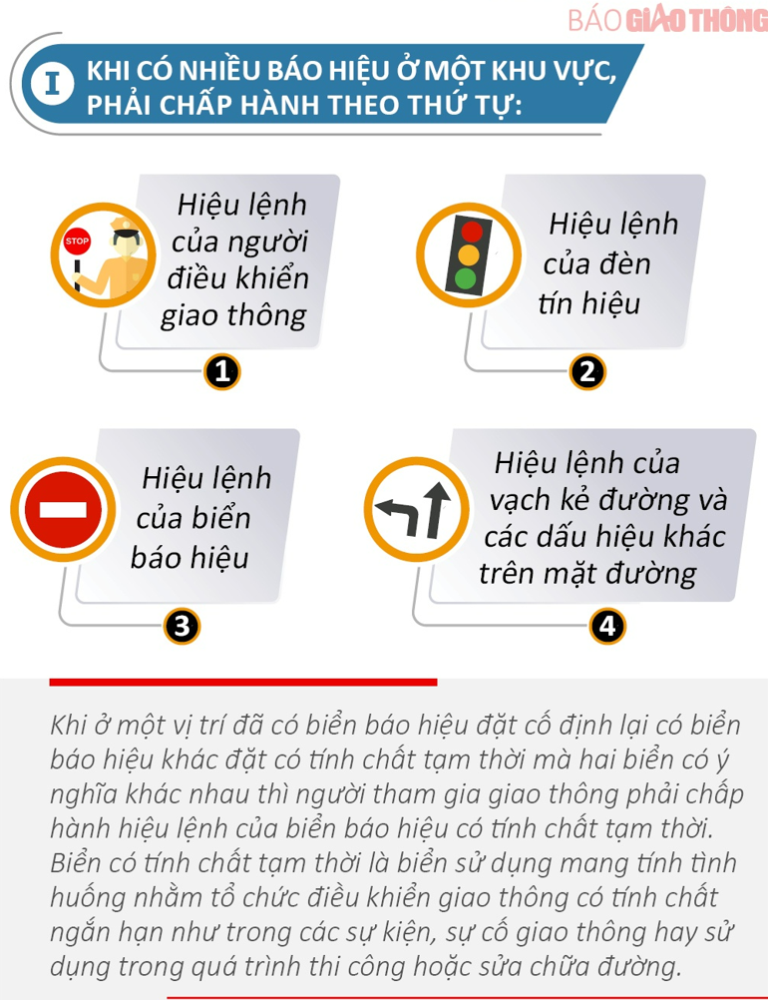 BÁO GIAO THÔNG
I
KHI CÓ NHIỀU BÁO HIỆU Ở MỘT KHU VỰC,
PHẢI CHẤP HÀNH THEO THỨ TỰ:
STOP
Hiệu lệnh
của người
điều khiển
giao thông
1
Hiệu lệnh
của đèn
tín hiệu
2
Hiệu lệnh
của biển
báo hiệu
3
Hiệu lệnh của
vạch kẻ đường và
các dấu hiệu khác
trên mặt đường
4
Khi ở một vị trí đã có biển báo hiệu đặt cố định lại có biển
báo hiệu khác đặt có tính chất tạm thời mà hai biển có ý
nghĩa khác nhau thì người tham gia giao thông phải chấp
hành hiệu lệnh của biển báo hiệu có tính chất tạm thời.
Biển có tính chất tạm thời là biển sử dụng mang tính tình
huống nhằm tổ chức điều khiển giao thông có tính chất
ngắn hạn như trong các sự kiện, sự cố giao thông hay sử
dụng trong quá trình thi công hoặc sửa chữa đường.